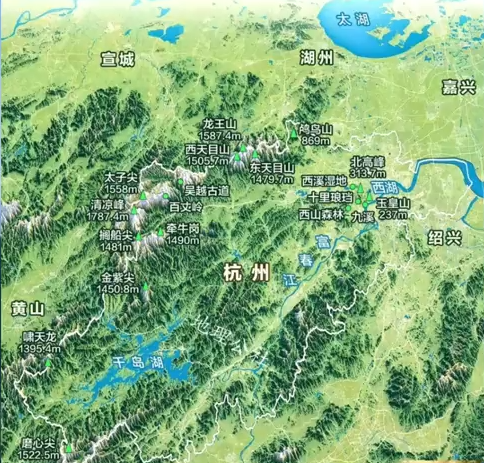 太湖
宣城
湖州
嘉兴
龙王山
1587.4m
鸬鸟山
869m
西天目山
1505.7m
东天目山
1479.7m
北高峰
313.7m
太子尖
1558m
吴越古道
西溪湿地
西湖
清凉峰
1787.4m
百丈岭
十里琅珰
玉皇山
237m
西山森林
九溪
搁船尖
1481m
牵牛岗
1490m
绍兴
杭州
富春江
金紫尖
1450.8m
黄山
地理公社
啸天龙
1395.4m
千岛湖
磨心尖
1522.5m